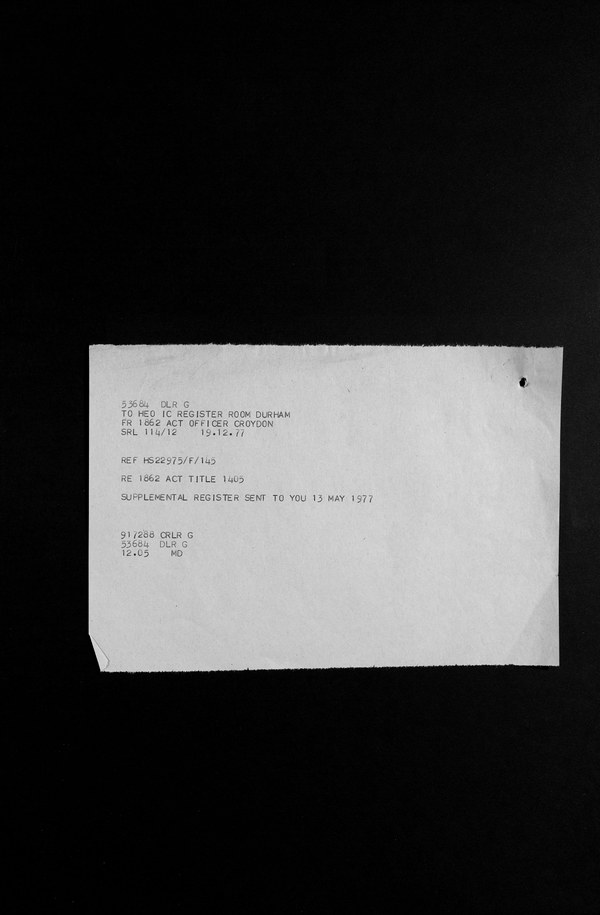 53684 DLR G
TO HEO IC REGISTER ROOM DURHAM
FR 1862 ACT OFFICER CROYDON
SRL 114/12 19.12.77
REF HS22975/F/145
RE 1862 ACT TITLE 1405
SUPPLEMENTAL REGISTER SENT TO YOU 13 MAY 1977
917288 CRLR G
53684 DLR G
12.05 MD